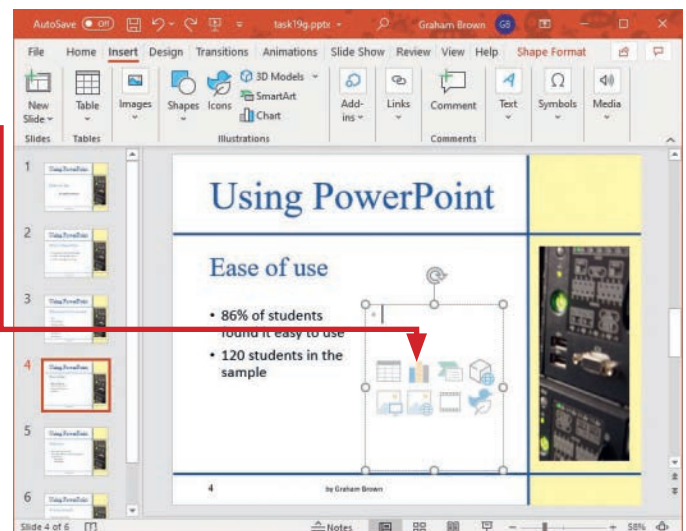 AutoSave Off task19g.pptx Graham Brown GB
File Home Insert Design Transitions Animations Slide Show Review View Help Shape Format
New Slide Table Images Shapes Icons 3D Models SmartArt Chart Add-ins Links Comment Text Symbols Media
Slides Tables Illustrations Comments
1
2
3
4
5
6
Using PowerPoint
Ease of use
• 86% of students
found it easy to use
• 120 students in the
sample
4 by Graham Brown
Slide 4 of 6 Notes 58%